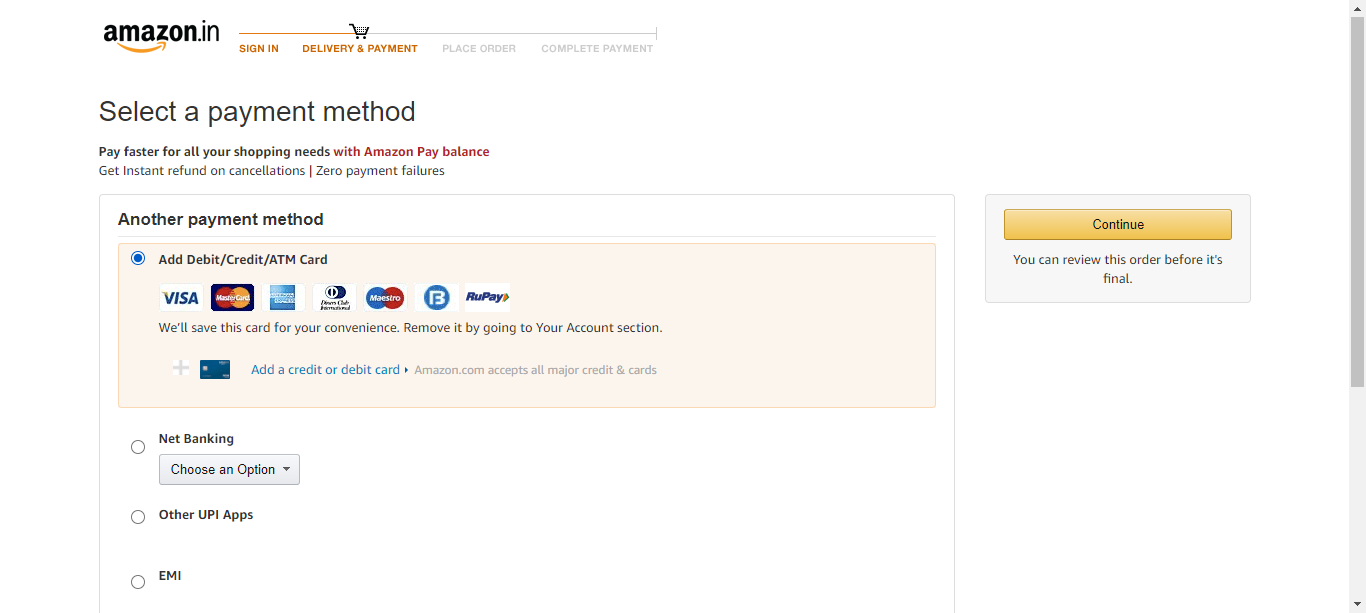 amazon.in
SIGN IN DELIVERY & PAYMENT PLACE ORDER COMPLETE PAYMENT
Select a payment method
Pay faster for all your shopping needs with Amazon Pay balance
Get Instant refund on cancellations | Zero payment failures
Another payment method
Continue
You can review this order before it's
final.
Add Debit/Credit/ATM Card
VISA MasterCard Diners Club International Maestro RuPay
We'll save this card for your convenience. Remove it by going to Your Account section.
Add a credit or debit card Amazon.com accepts all major credit & cards
Net Banking
Choose an Option
Other UPI Apps
EMI